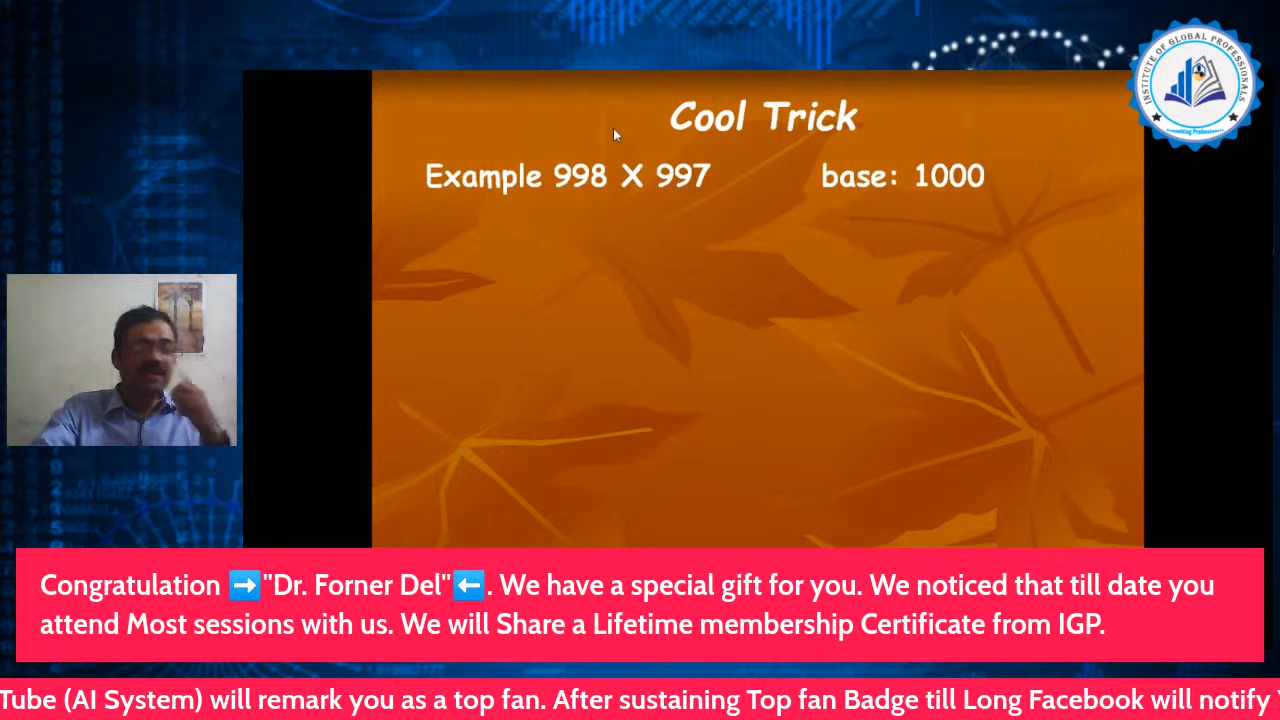 INSTITUTE OF GLOBAL PROFESSIONALS
Accounting Professionals
Cool Trick
Example 998 X 997 base: 1000
Congratulation ➡️"Dr. Forner Del"⬅️. We have a special gift for you. We noticed that till date you
attend Most sessions with us. We will Share a Lifetime membership Certificate from IGP.
Tube (AI System) will remark you as a top fan. After sustaining Top fan Badge till Long Facebook will notify